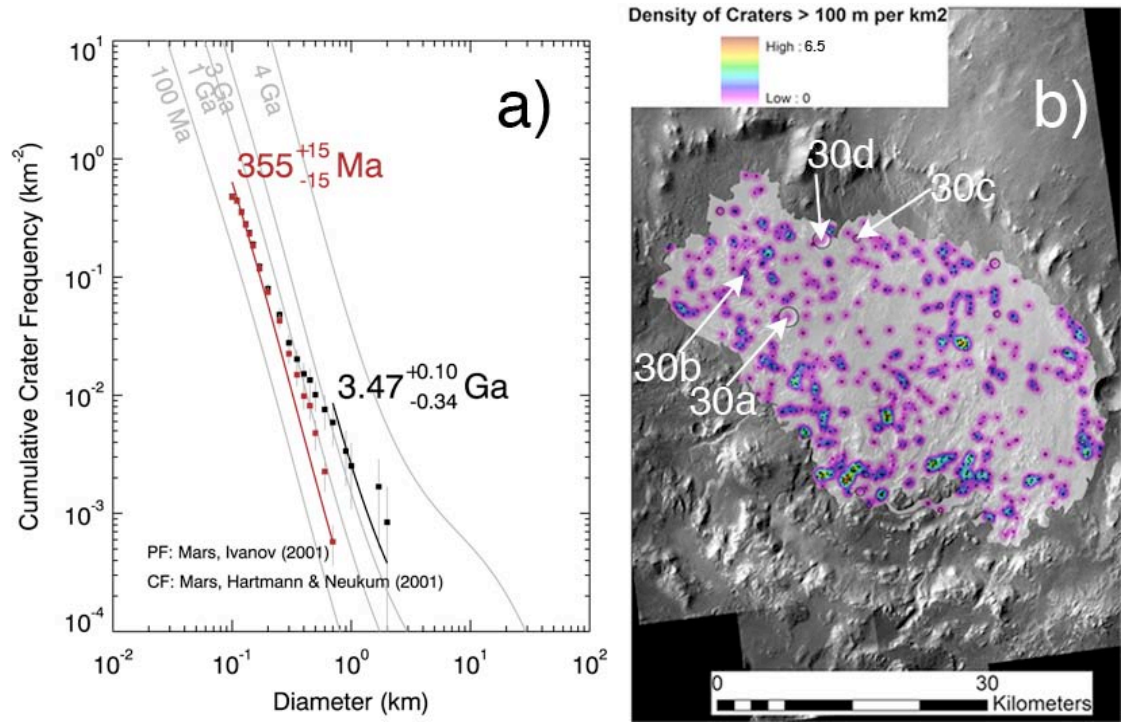 a)
10^1
10^0
10^-1
10^-2
10^-3
10^-4
Cumulative Crater Frequency (km^-2)
100 Ma
1 Ga
3 Ga
4 Ga
355 +15 -15 Ma
3.47 +0.10 -0.34 Ga
PF: Mars, Ivanov (2001)
CF: Mars, Hartmann & Neukum (2001)
10^-2 10^-1 10^0 10^1 10^2
Diameter (km)
Density of Craters > 100 m per km2
High : 6.5
Low : 0
b)
30d
30c
30b
30a
0 30
Kilometers